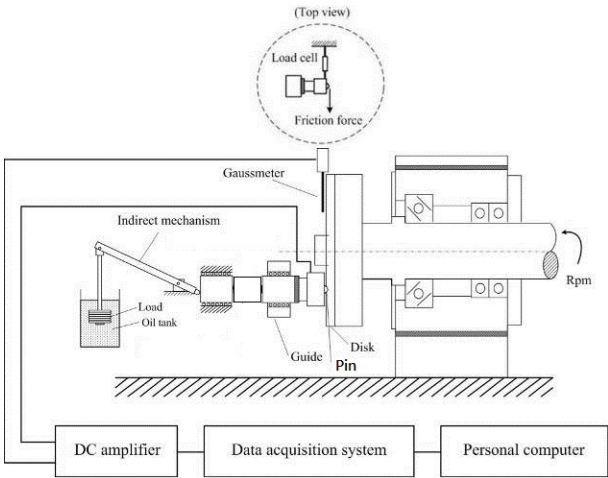 (Top view)
Load cell
Friction force
Gaussmeter
Indirect mechanism
Rpm
Load
Oil tank
Disk
Guide
Pin
DC amplifier
Data acquisition system
Personal computer